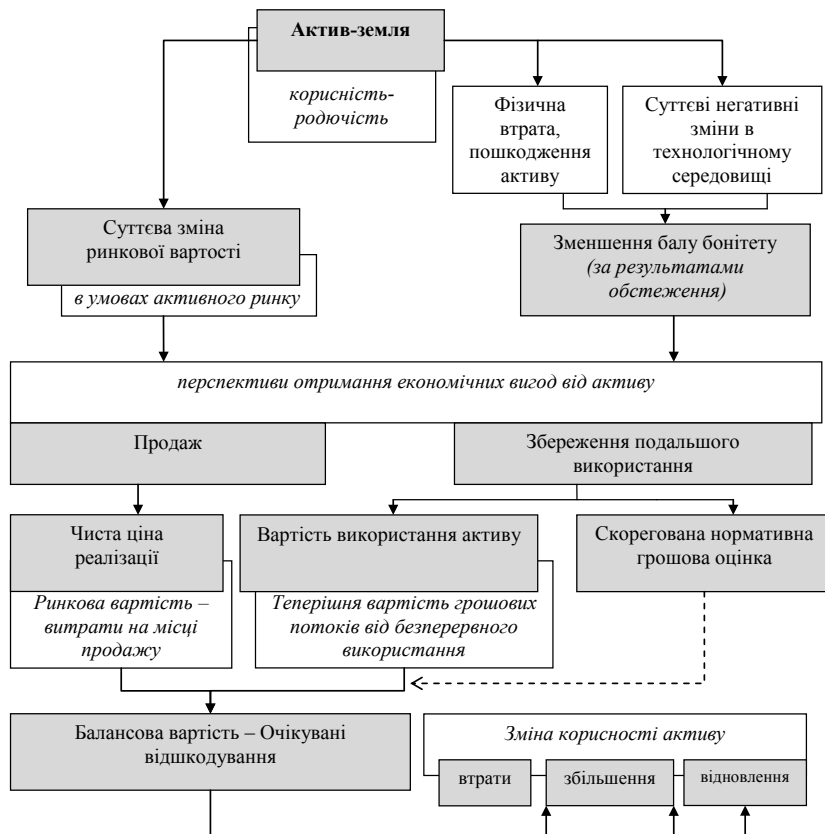 Актив-земля
корисність-
родючість
Фізична
втрата,
пошкодження
активу
Суттєві негативні
зміни в
технологічному
середовищі
Суттєва зміна
ринкової вартості
в умовах активного ринку
Зменшення балу бонітету
(за результатами
обстеження)
перспективи отримання економічних вигод від активу
Продаж
Збереження подальшого
використання
Чиста ціна
реалізації
Ринкова вартість –
витрати на місці
продажу
Вартість використання активу
Теперішня вартість грошових
потоків від безперервного
використання
Скорегована нормативна
грошова оцінка
Балансова вартість – Очікувані
відшкодування
Зміна корисності активу
втрати
збільшення
відновлення